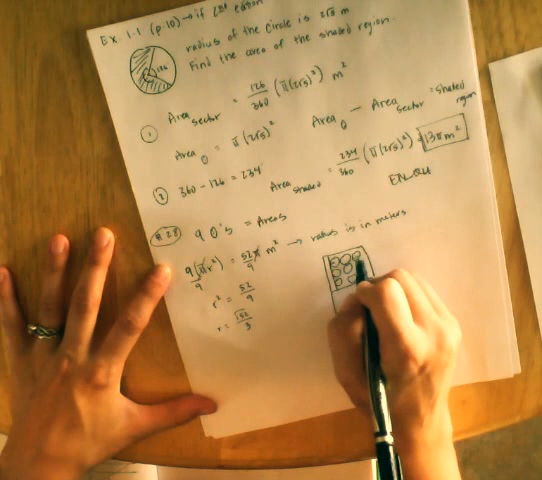 Ex. 1-1 (p.10) → if 2nd edition
radius of the circle is 2√5 m
Find the area of the shaded region.
126
① Area sector = 126/360 (π(2√5)²) m²
Area ⊙ = π(2√5)² Area ⊙ - Area sector = shaded region
② 360 - 126 = 234 Area shaded = 234/360 (π(2√5)²) = 13π m²
#28 9 ⊙'s = Areas
9(πr²)/9 = 52π/9 m² → radius is in meters
r² = 52/9
r = √52/3